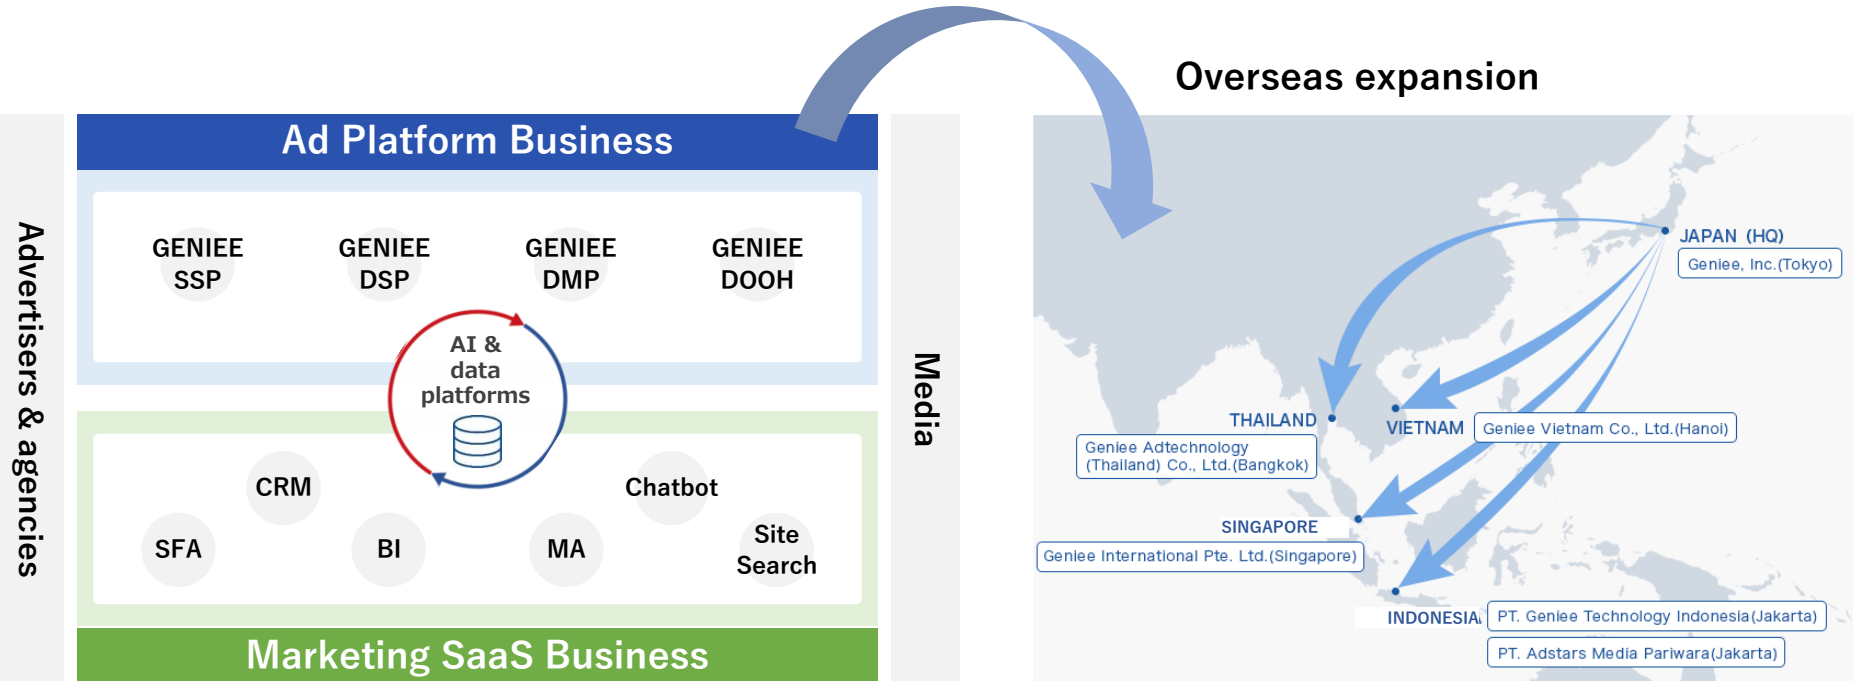 Overseas expansion
Ad Platform Business
Advertisers & agencies
Media
GENIEE
SSP
GENIEE
DSP
GENIEE
DMP
GENIEE
DOOH
AI &
data
platforms
CRM
Chatbot
SFA
BI
MA
Site
Search
Marketing SaaS Business
JAPAN (HQ)
Geniee, Inc.(Tokyo)
THAILAND
Geniee Adtechnology
(Thailand) Co., Ltd.(Bangkok)
VIETNAM
Geniee Vietnam Co., Ltd.(Hanoi)
SINGAPORE
Geniee International Pte. Ltd.(Singapore)
INDONESIA
PT. Geniee Technology Indonesia(Jakarta)
PT. Adstars Media Pariwara(Jakarta)